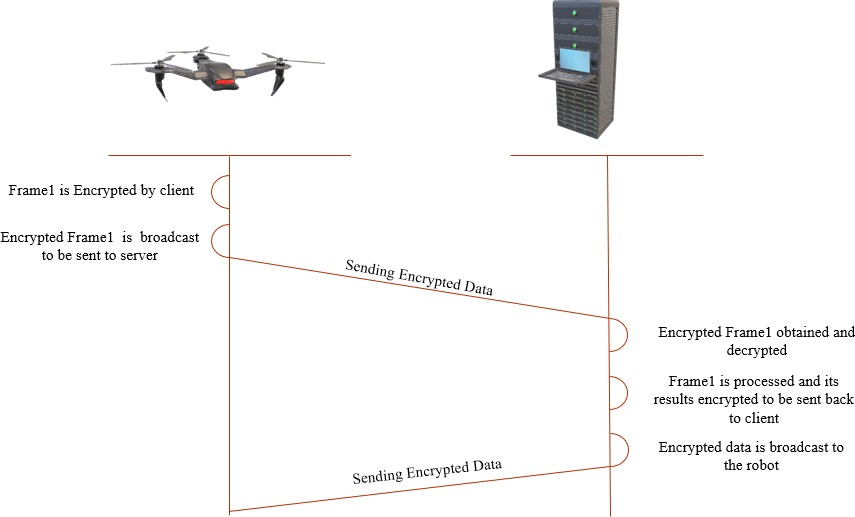 Frame1 is Encrypted by client
Encrypted Frame1 is broadcast
to be sent to server
Sending Encrypted Data
Encrypted Frame1 obtained and
decrypted
Frame1 is processed and its
results encrypted to be sent back
to client
Encrypted data is broadcast to
the robot
Sending Encrypted Data